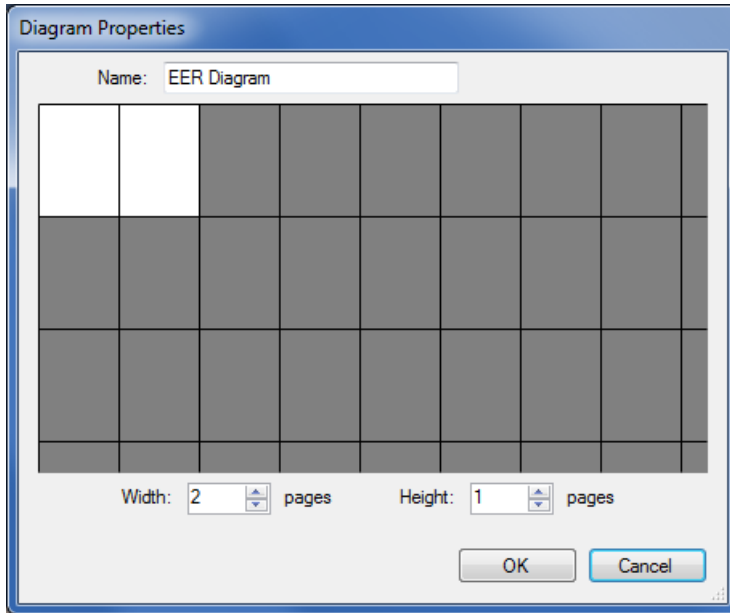 Diagram Properties
Name: EER Diagram
Width: 2 pages Height: 1 pages
OK Cancel